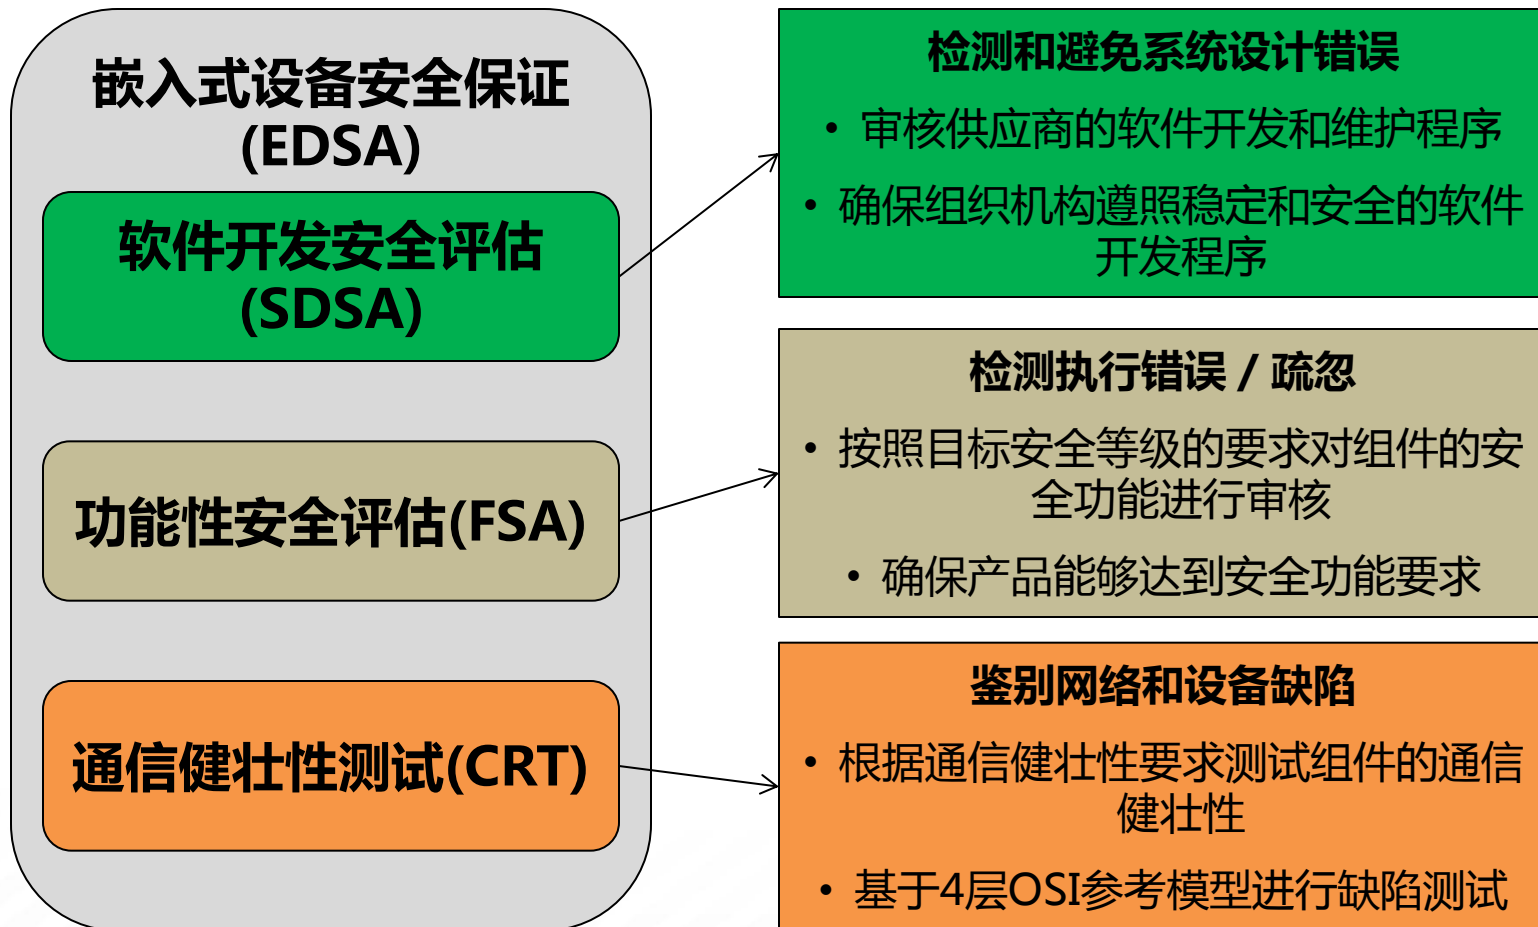 嵌入式设备安全保证
(EDSA)
软件开发安全评估
(SDSA)
功能性安全评估(FSA)
通信健壮性测试(CRT)
检测和避免系统设计错误
• 审核供应商的软件开发和维护程序
• 确保组织机构遵照稳定和安全的软件
开发程序
检测执行错误 / 疏忽
• 按照目标安全等级的要求对组件的安
全功能进行审核
• 确保产品能够达到安全功能要求
鉴别网络和设备缺陷
• 根据通信健壮性要求测试组件的通信
健壮性
• 基于4层OSI参考模型进行缺陷测试